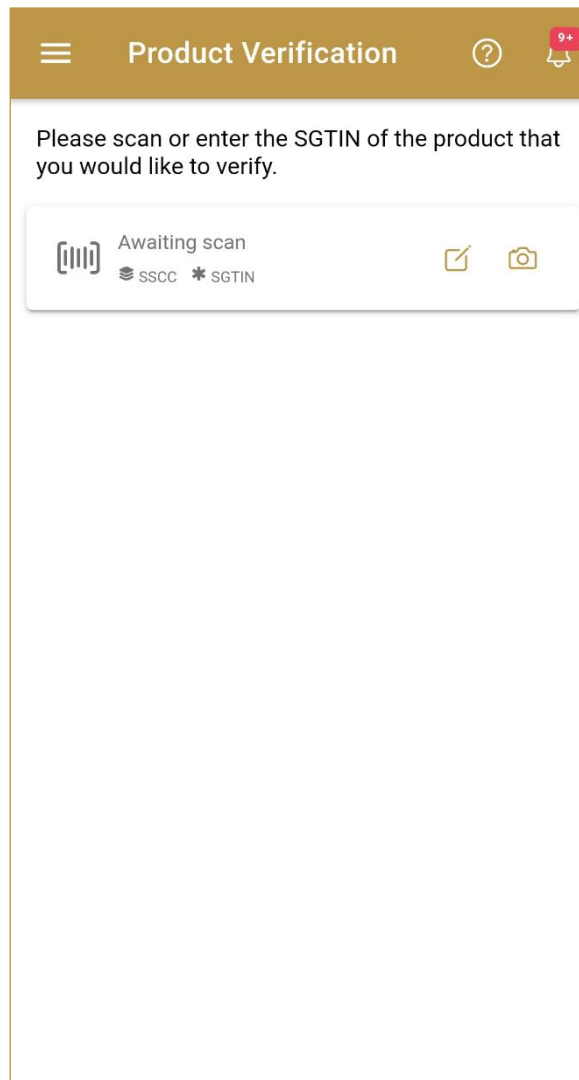 Product Verification
9+
Please scan or enter the SGTIN of the product that
you would like to verify.
Awaiting scan
SSCC SGTIN